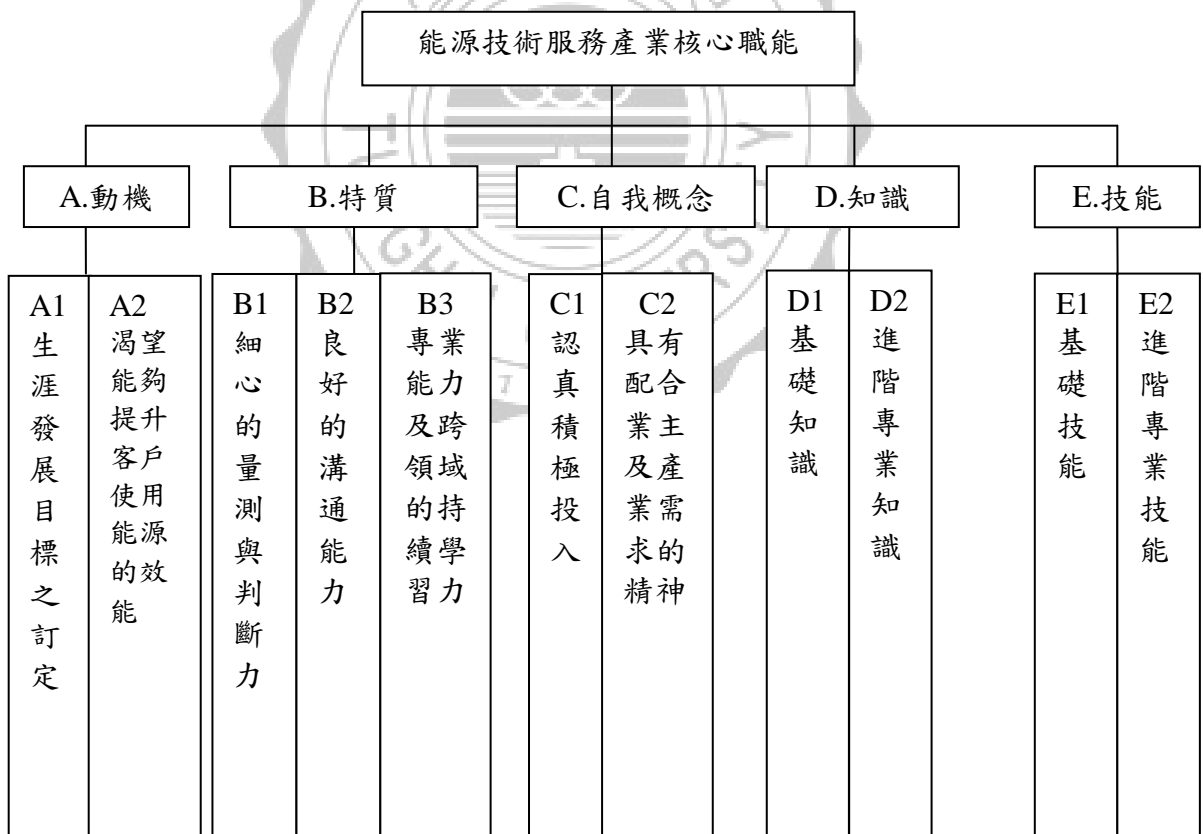 能源技術服務產業核心職能
A.動機
B.特質
C.自我概念
D.知識
E.技能
A1
生涯發展目標之訂定
A2
渴望
能夠
提升
客戶
使用
能源
的效
能
B1
細心的量測與判斷力
B2
良好的溝通能力
B3
專業
能力
及跨
領域
的持
續學
習力
C1
認真積極投入
C2
具有
配合
業主
及產
業需
求的
精神
D1
基礎知識
D2
進階專業知識
E1
基礎技能
E2
進階專業技能